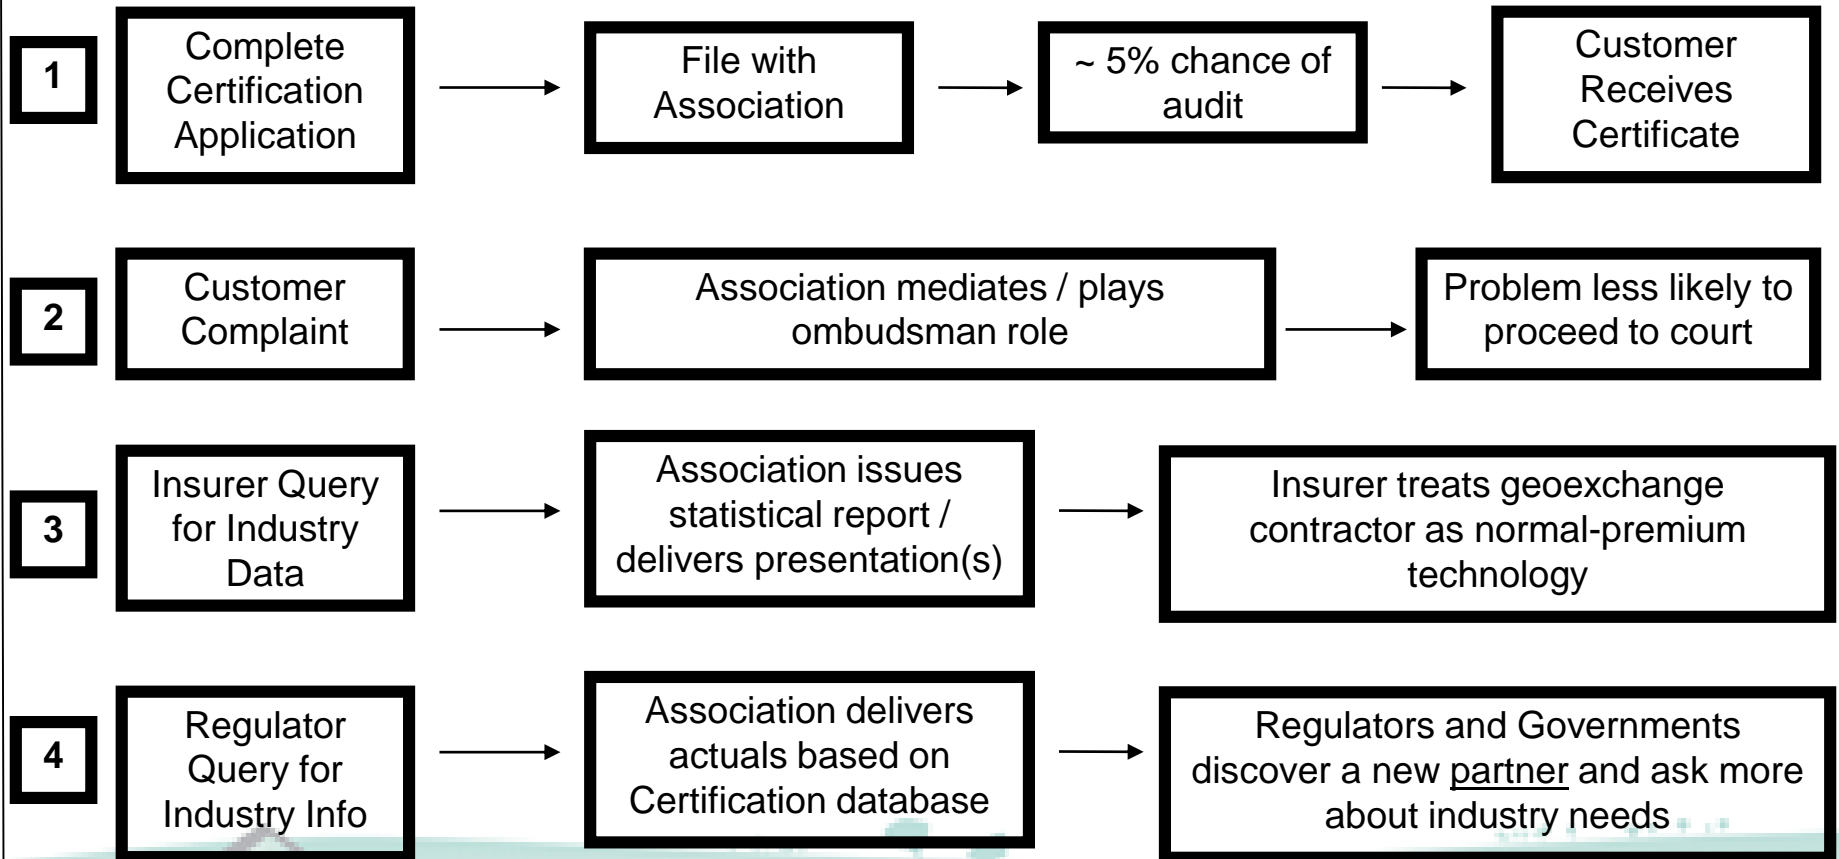 1
Complete
Certification
Application
File with
Association
~ 5% chance of
audit
Customer
Receives
Certificate
2
Customer
Complaint
Association mediates / plays
ombudsman role
Problem less likely to
proceed to court
3
Insurer Query
for Industry
Data
Association issues
statistical report /
delivers presentation(s)
Insurer treats geoexchange
contractor as normal-premium
technology
4
Regulator
Query for
Industry Info
Association delivers
actuals based on
Certification database
Regulators and Governments
discover a new partner and ask more
about industry needs